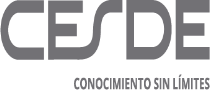 CESDE
CONOCIMIENTO SIN LÍMITES